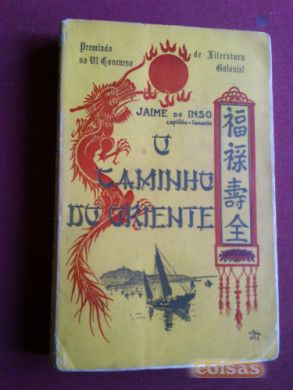 Premiado de Literatura
no VI Concurso Colonial
JAIME DO INSO
capitão-tenente
O
CAMINHO
DO ORIENTE
福
祿
壽
全
coisas